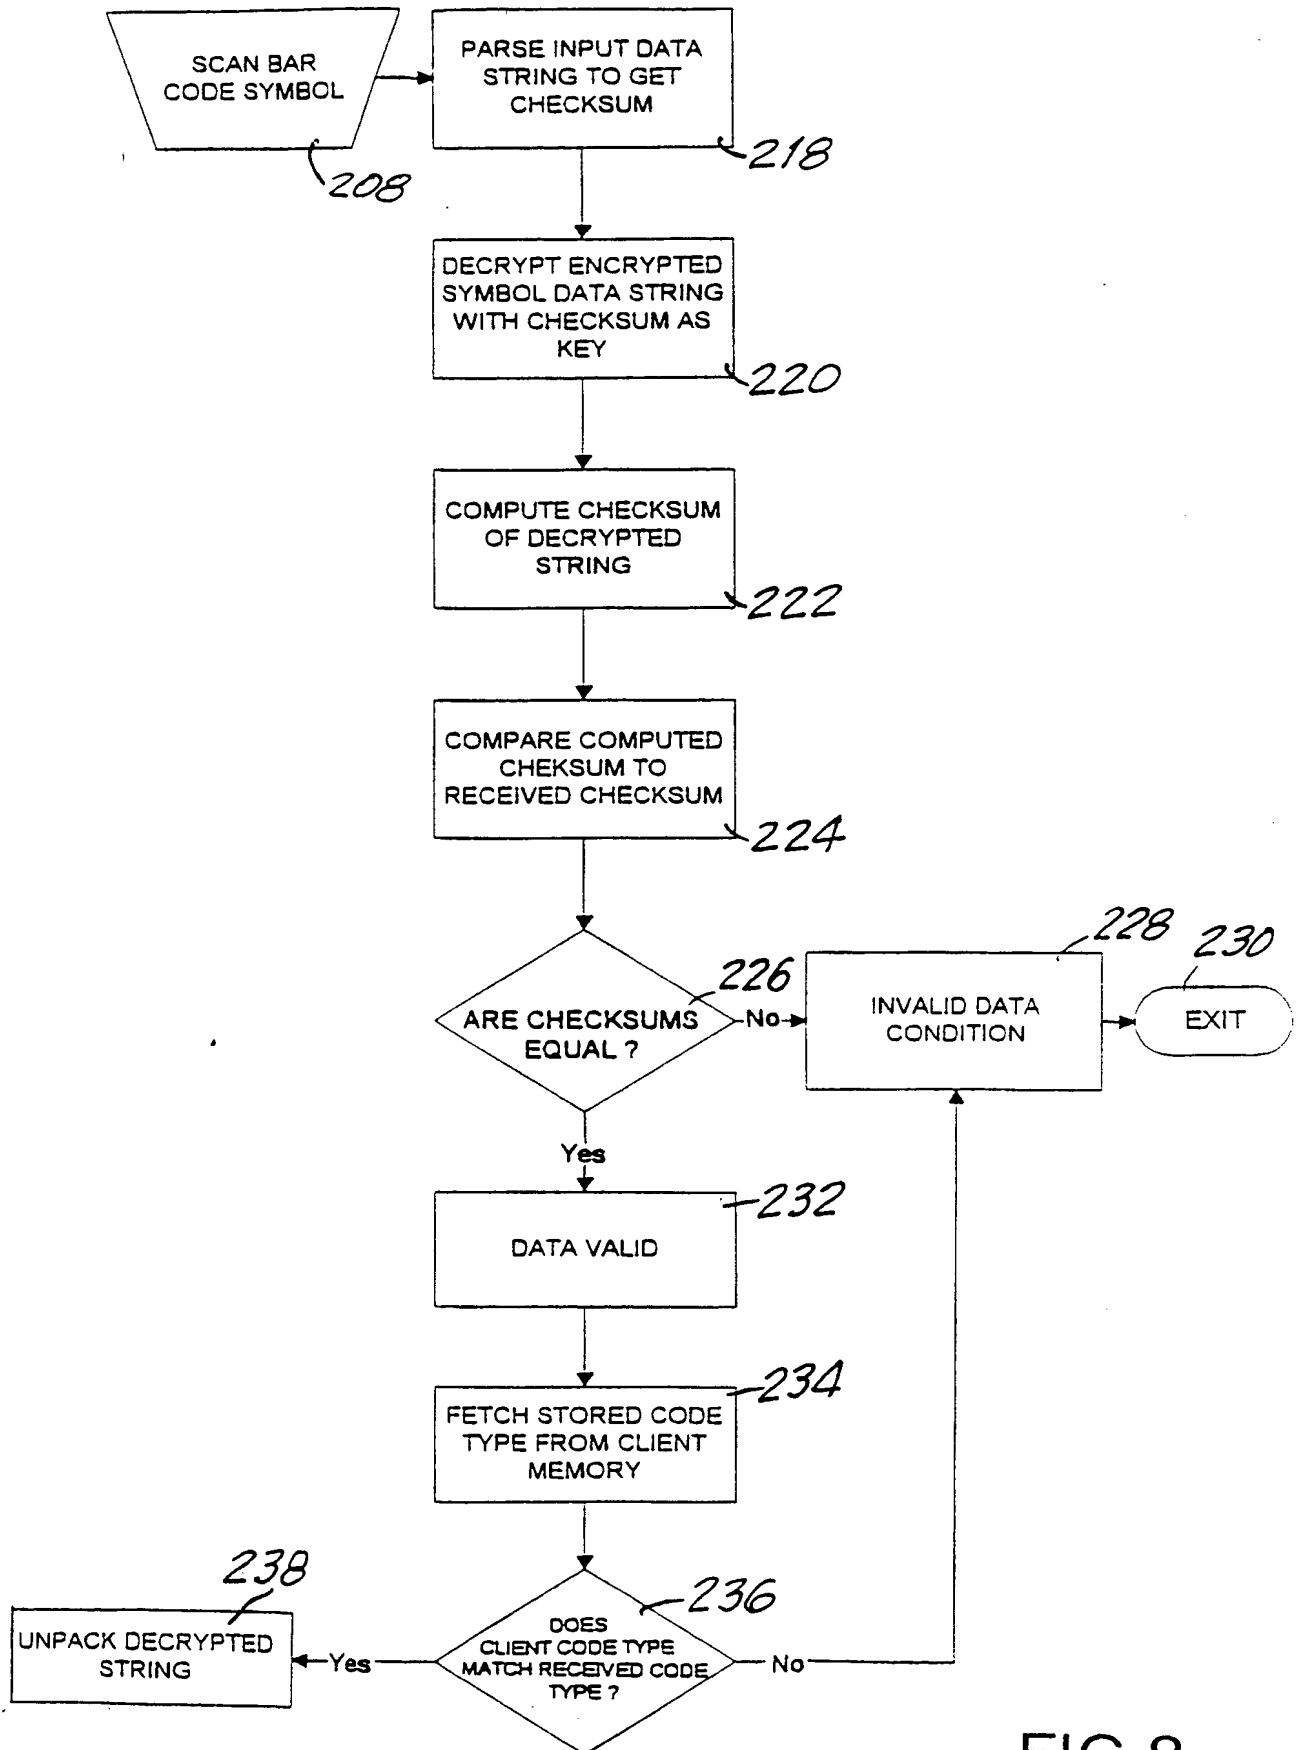 SCAN BAR
CODE SYMBOL
208
PARSE INPUT DATA
STRING TO GET
CHECKSUM
218
DECRYPT ENCRYPTED
SYMBOL DATA STRING
WITH CHECKSUM AS
KEY
220
COMPUTE CHECKSUM
OF DECRYPTED
STRING
222
COMPARE COMPUTED
CHEKSUM TO
RECEIVED CHECKSUM
224
ARE CHECKSUMS
EQUAL ?
226
No
INVALID DATA
CONDITION
228
EXIT
230
Yes
DATA VALID
232
FETCH STORED CODE
TYPE FROM CLIENT
MEMORY
234
DOES
CLIENT CODE TYPE
MATCH RECEIVED CODE
TYPE ?
236
No
Yes
UNPACK DECRYPTED
STRING
238
FIG. 8